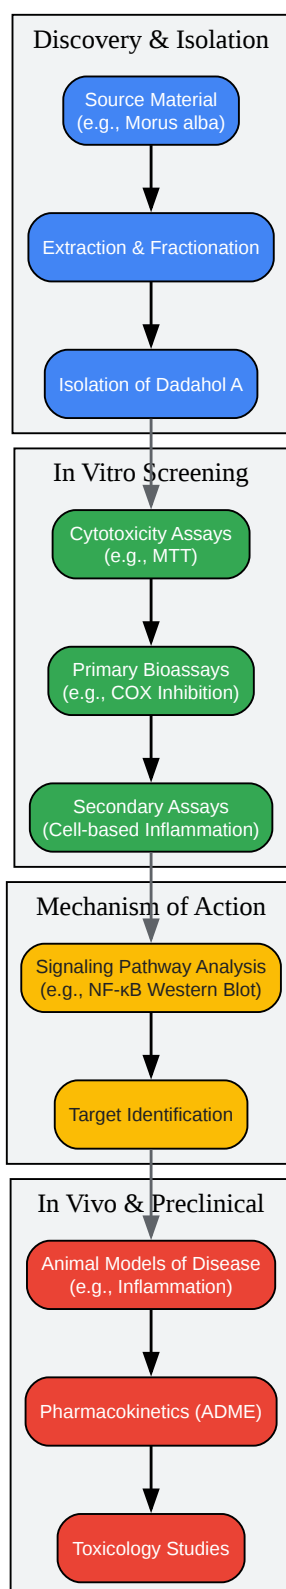 Discovery & Isolation
Source Material
(e.g., Morus alba)
Extraction & Fractionation
Isolation of Dadahol A
In Vitro Screening
Cytotoxicity Assays
(e.g., MTT)
Primary Bioassays
(e.g., COX Inhibition)
Secondary Assays
(Cell-based Inflammation)
Mechanism of Action
Signaling Pathway Analysis
(e.g., NF-κB Western Blot)
Target Identification
In Vivo & Preclinical
Animal Models of Disease
(e.g., Inflammation)
Pharmacokinetics (ADME)
Toxicology Studies